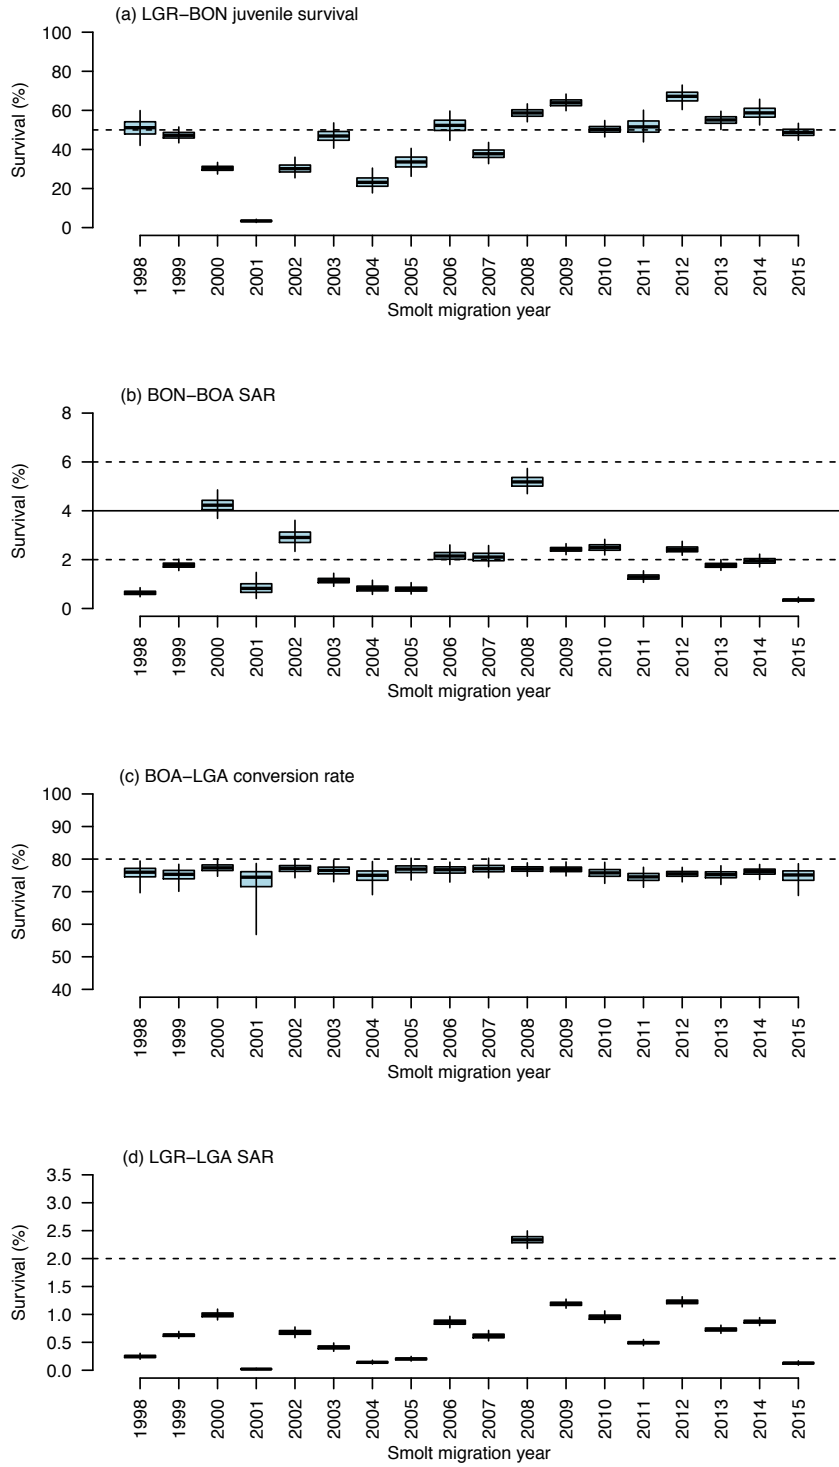 (a) LGR−BON juvenile survival
Survival (%)
100
80
60
40
20
0
1998 1999 2000 2001 2002 2003 2004 2005 2006 2007 2008 2009 2010 2011 2012 2013 2014 2015
Smolt migration year
(b) BON−BOA SAR
Survival (%)
8
6
4
2
0
1998 1999 2000 2001 2002 2003 2004 2005 2006 2007 2008 2009 2010 2011 2012 2013 2014 2015
Smolt migration year
(c) BOA−LGA conversion rate
Survival (%)
100
90
80
70
60
50
40
1998 1999 2000 2001 2002 2003 2004 2005 2006 2007 2008 2009 2010 2011 2012 2013 2014 2015
Smolt migration year
(d) LGR−LGA SAR
Survival (%)
3.5
3.0
2.5
2.0
1.5
1.0
0.5
0.0
1998 1999 2000 2001 2002 2003 2004 2005 2006 2007 2008 2009 2010 2011 2012 2013 2014 2015
Smolt migration year